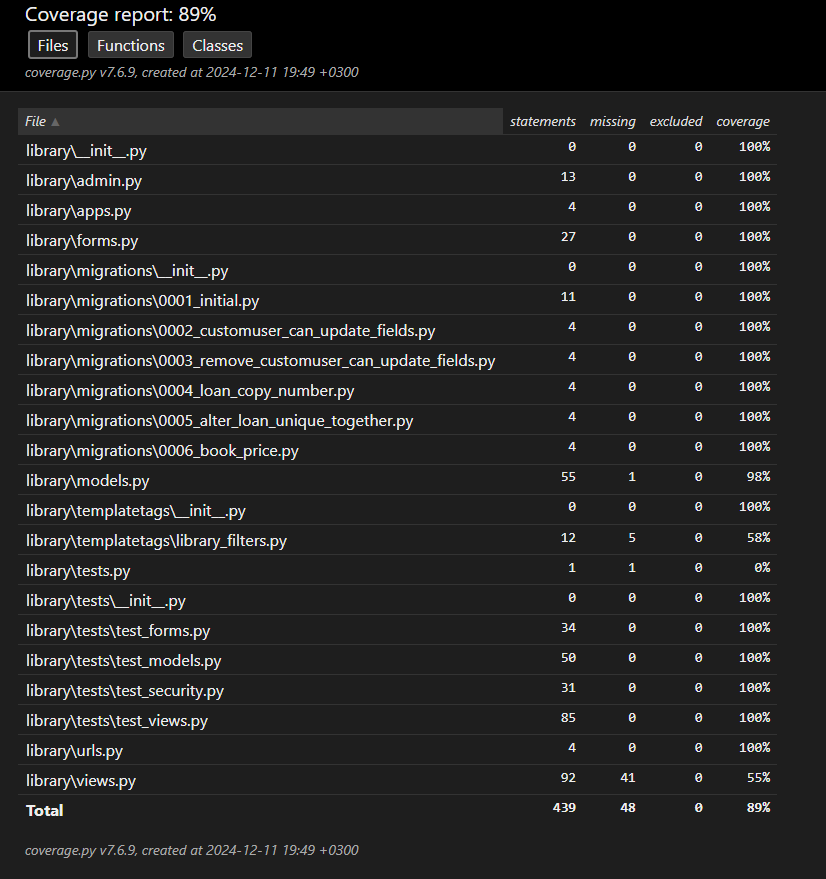 Coverage report: 89%
Files Functions Classes
coverage.py v7.6.9, created at 2024-12-11 19:49 +0300
File ▲ statements missing excluded coverage
library\__init__.py 0 0 0 100%
library\admin.py 13 0 0 100%
library\apps.py 4 0 0 100%
library\forms.py 27 0 0 100%
library\migrations\__init__.py 0 0 0 100%
library\migrations\0001_initial.py 11 0 0 100%
library\migrations\0002_customuser_can_update_fields.py 4 0 0 100%
library\migrations\0003_remove_customuser_can_update_fields.py 4 0 0 100%
library\migrations\0004_loan_copy_number.py 4 0 0 100%
library\migrations\0005_alter_loan_unique_together.py 4 0 0 100%
library\migrations\0006_book_price.py 4 0 0 100%
library\models.py 55 1 0 98%
library\templatetags\__init__.py 0 0 0 100%
library\templatetags\library_filters.py 12 5 0 58%
library\tests.py 1 1 0 0%
library\tests\__init__.py 0 0 0 100%
library\tests\test_forms.py 34 0 0 100%
library\tests\test_models.py 50 0 0 100%
library\tests\test_security.py 31 0 0 100%
library\tests\test_views.py 85 0 0 100%
library\urls.py 4 0 0 100%
library\views.py 92 41 0 55%
Total 439 48 0 89%
coverage.py v7.6.9, created at 2024-12-11 19:49 +0300